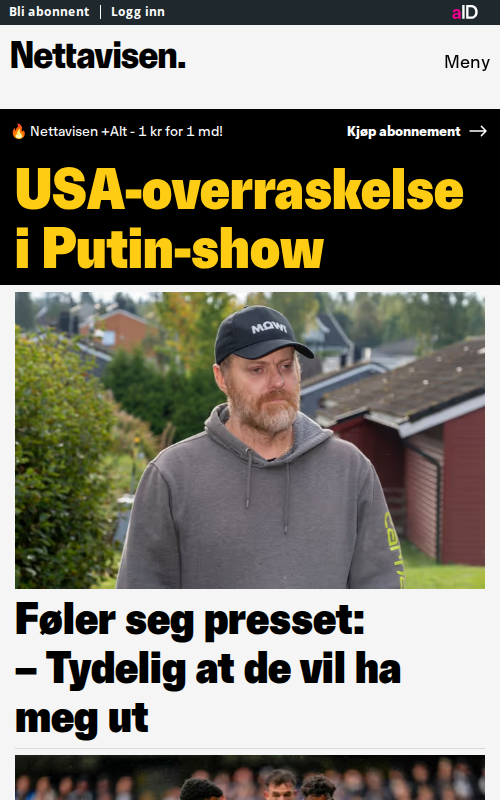 Bli abonnent
Logg inn
aID
Nettavisen.
Meny
🔥 Nettavisen +Alt - 1 kr for 1 md!
Kjøp abonnement →
USA-overraskelse
i Putin-show
MOWI
Føler seg presset:
– Tydelig at de vil ha
meg ut